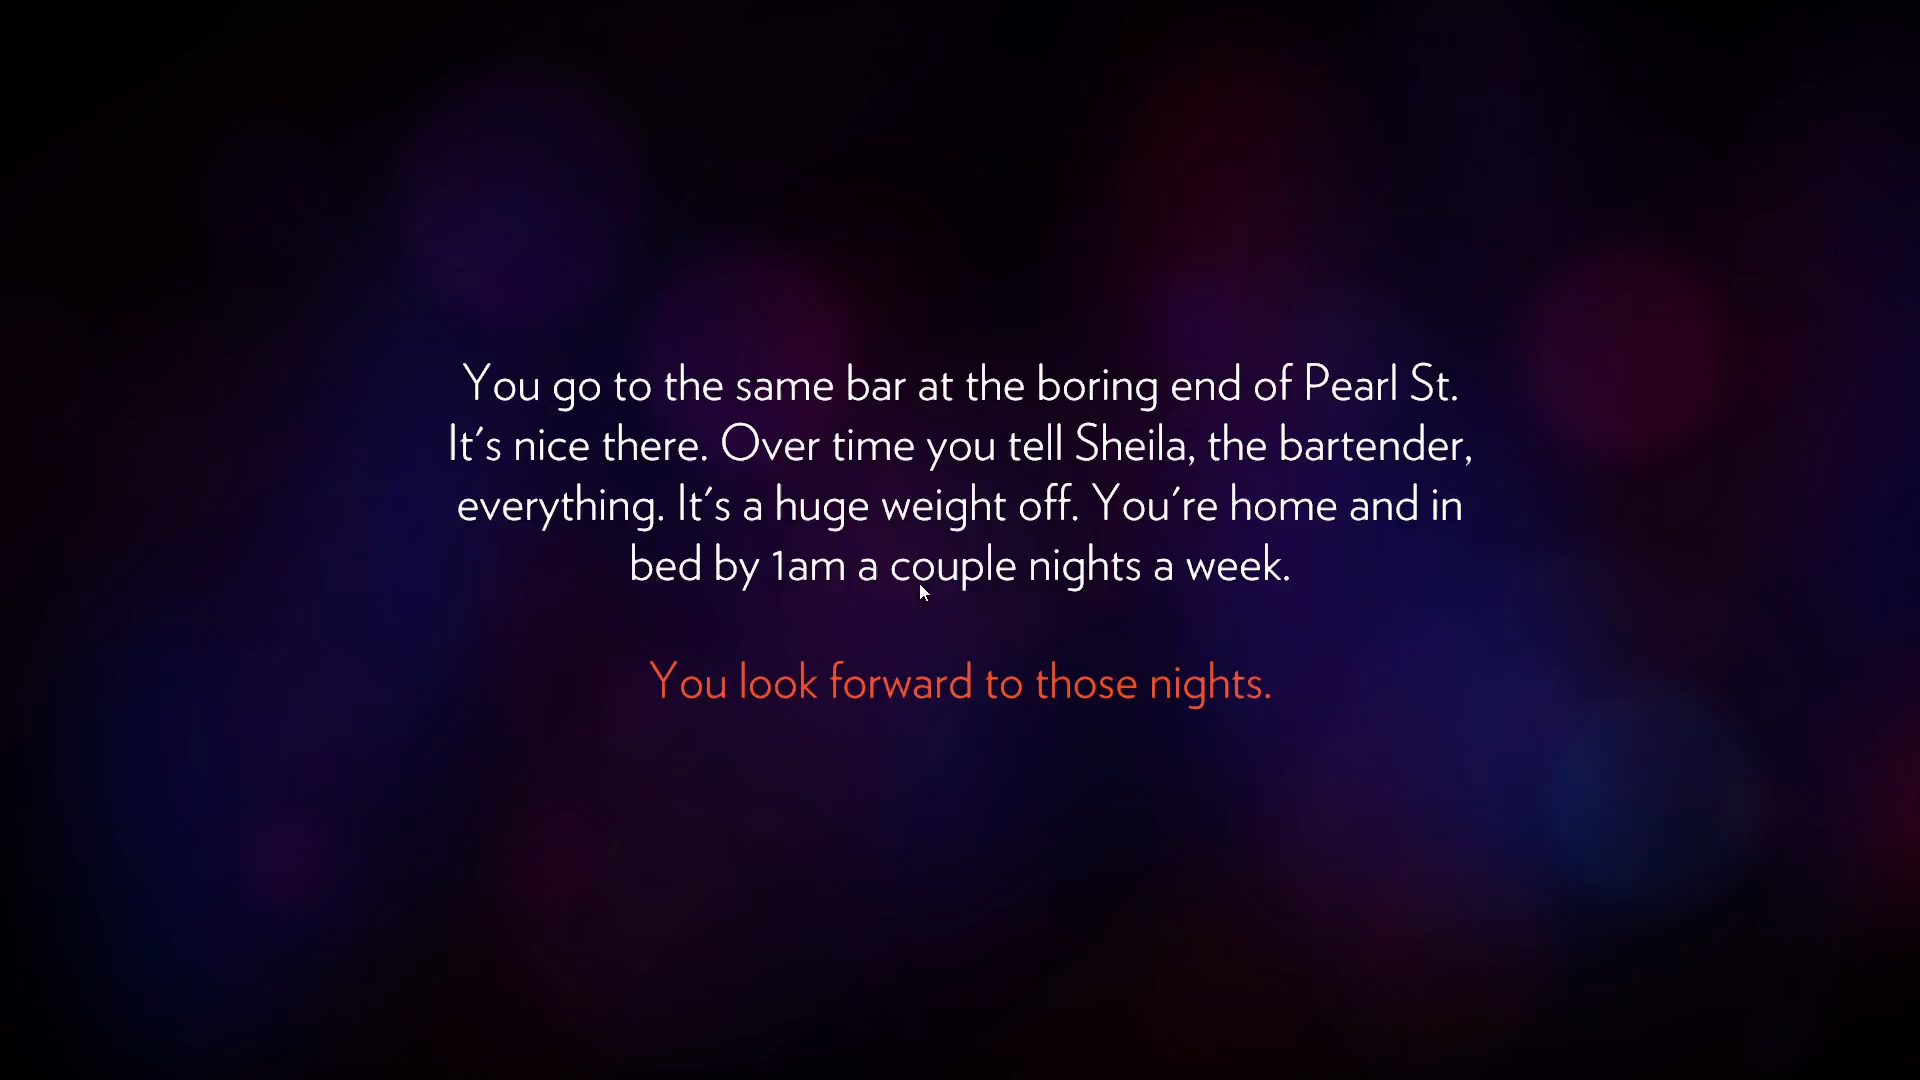 You go to the same bar at the boring end of Pearl St.
It's nice there. Over time you tell Sheila, the bartender,
everything. It's a huge weight off. You're home and in
bed by 1am a couple nights a week.
You look forward to those nights.